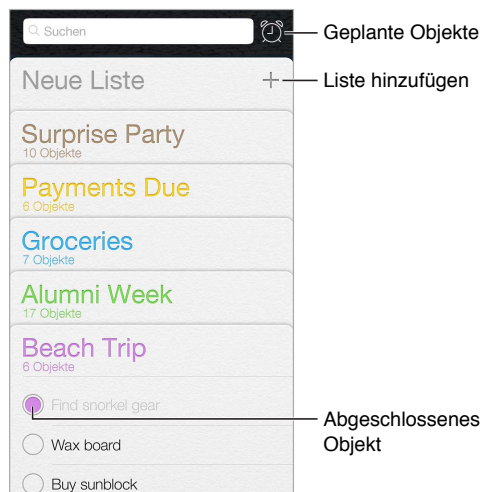 Suchen
Geplante Objekte
Neue Liste
Liste hinzufügen
Surprise Party
10 Objekte
Payments Due
6 Objekte
Groceries
7 Objekte
Alumni Week
17 Objekte
Beach Trip
6 Objekte
Find snorkel gear
Abgeschlossenes
Objekt
Wax board
Buy sunblock